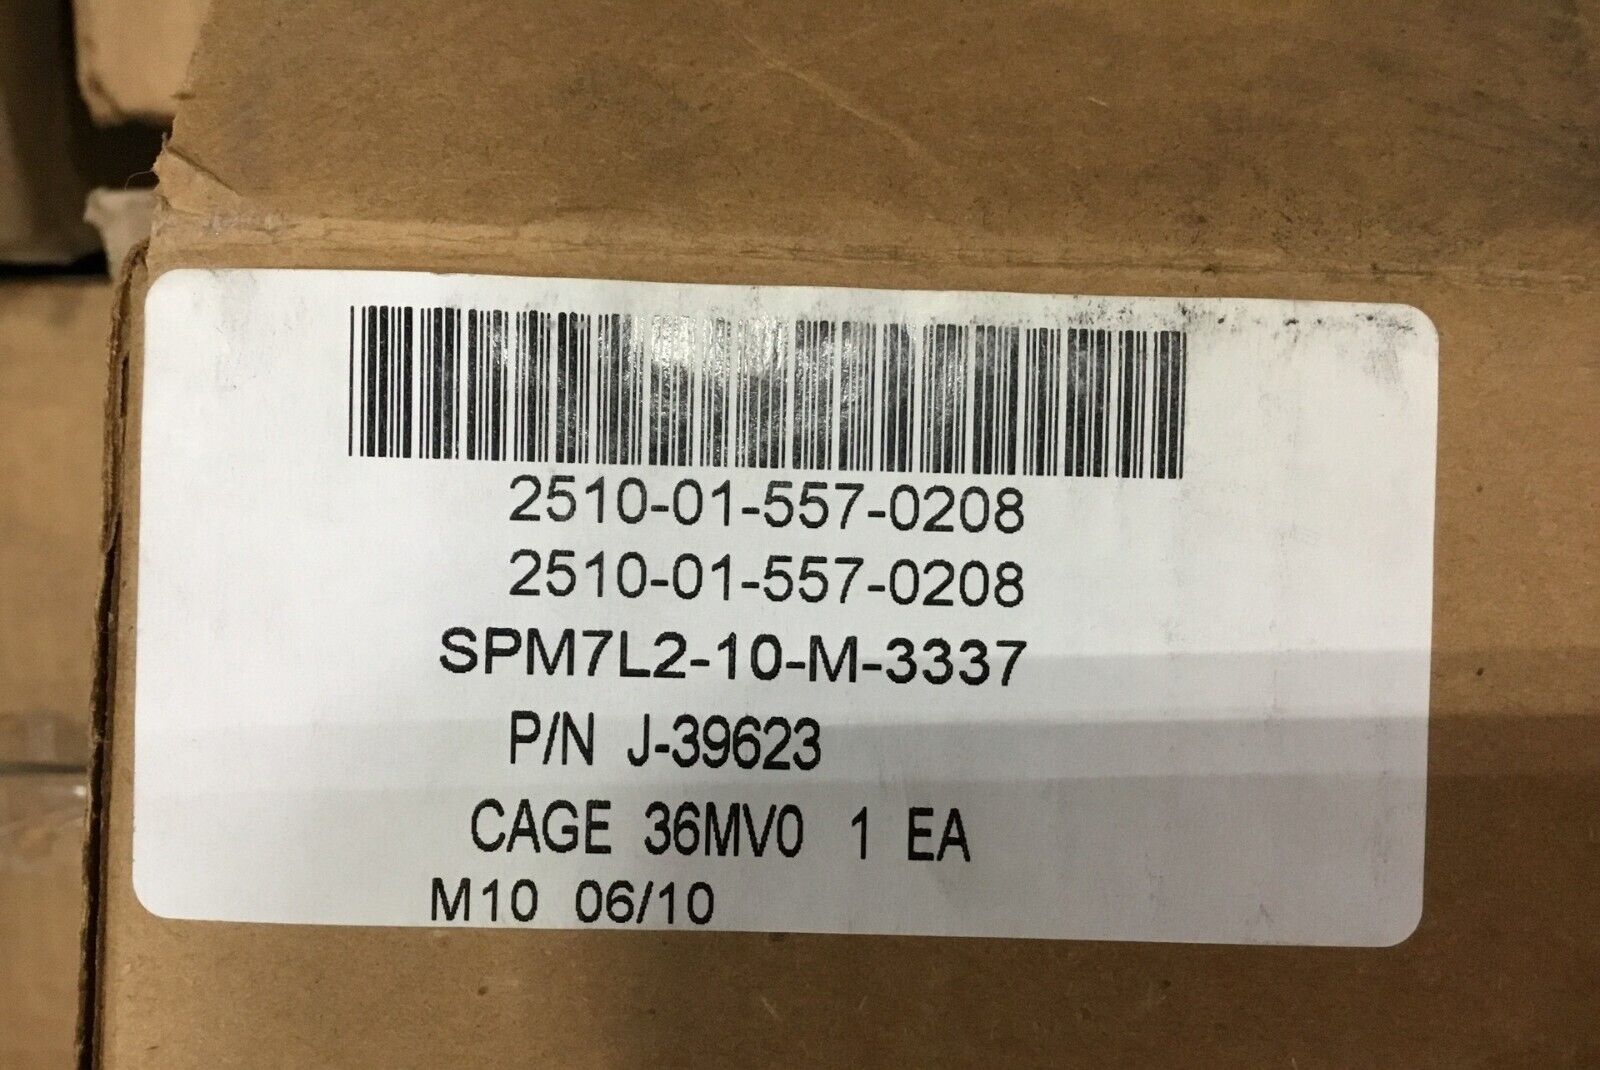 2510-01-557-0208
2510-01-557-0208
SPM7L2-10-M-3337
P/N J-39623
CAGE 36MV0 1 EA
M10 06/10